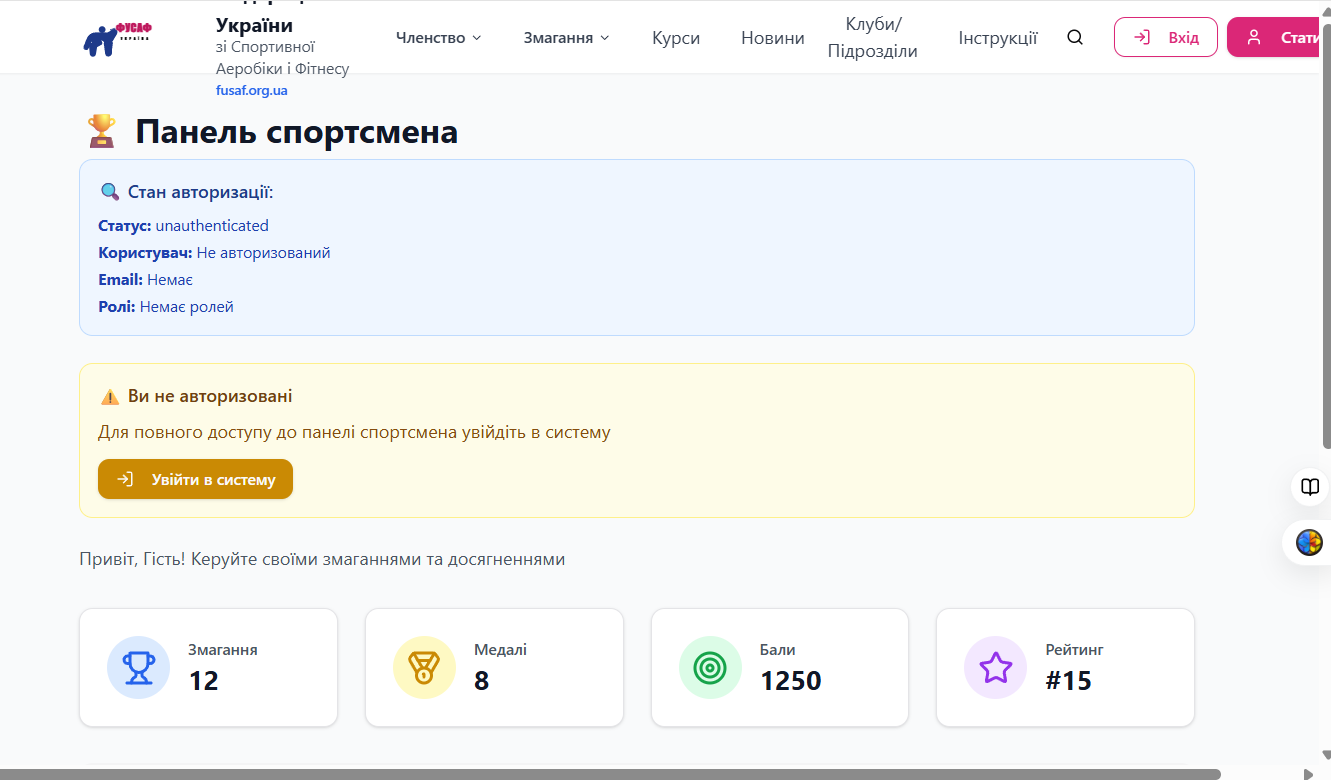 ФУСАФ
УКРАЇНА
України
зі Спортивної
Аеробіки і Фітнесу
fusaf.org.ua
Членство
Змагання
Курси
Новини
Клуби/
Підрозділи
Інструкції
Вхід
Стати
Панель спортсмена
Стан авторизації:
Статус: unauthenticated
Користувач: Не авторизований
Email: Немає
Ролі: Немає ролей
Ви не авторизовані
Для повного доступу до панелі спортсмена увійдіть в систему
Увійти в систему
Привіт, Гість! Керуйте своїми змаганнями та досягненнями
Змагання
12
Медалі
8
Бали
1250
Рейтинг
#15